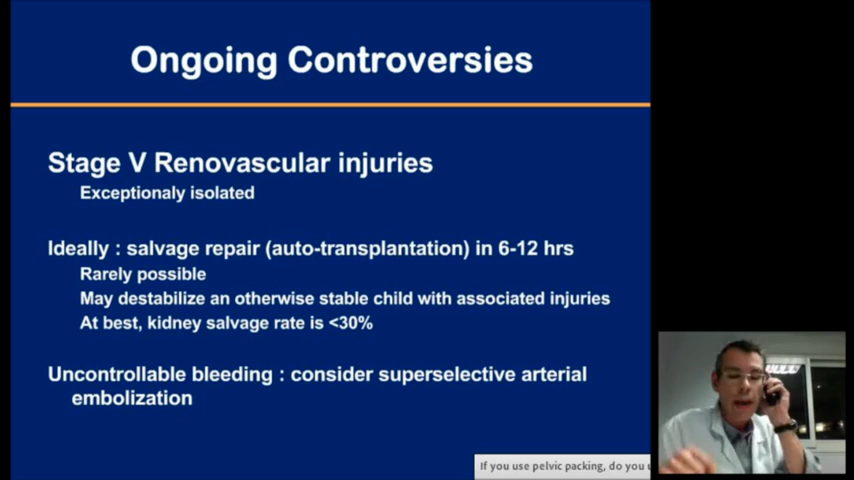 Ongoing Controversies
Stage V Renovascular injuries
Exceptionaly isolated
Ideally : salvage repair (auto-transplantation) in 6-12 hrs
Rarely possible
May destabilize an otherwise stable child with associated injuries
At best, kidney salvage rate is <30%
Uncontrollable bleeding : consider superselective arterial
embolization
If you use pelvic packing, do you